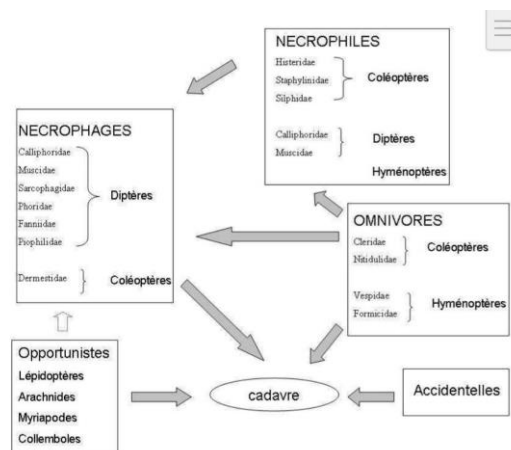 NECROPHILES
Histeridae
Staphylinidae
Silphidae
Coléoptères
Calliphoridae
Muscidae
Diptères
Hyménoptères
NECROPHAGES
Calliphoridae
Muscidae
Sarcophagidae
Phoridae
Fanniidae
Piophilidae
Diptères
Dermestidae
Coléoptères
OMNIVORES
Cleridae
Nitidulidae
Coléoptères
Vespidae
Formicidae
Hyménoptères
Opportunistes
Lépidoptères
Arachnides
Myriapodes
Collemboles
cadavre
Accidentelles